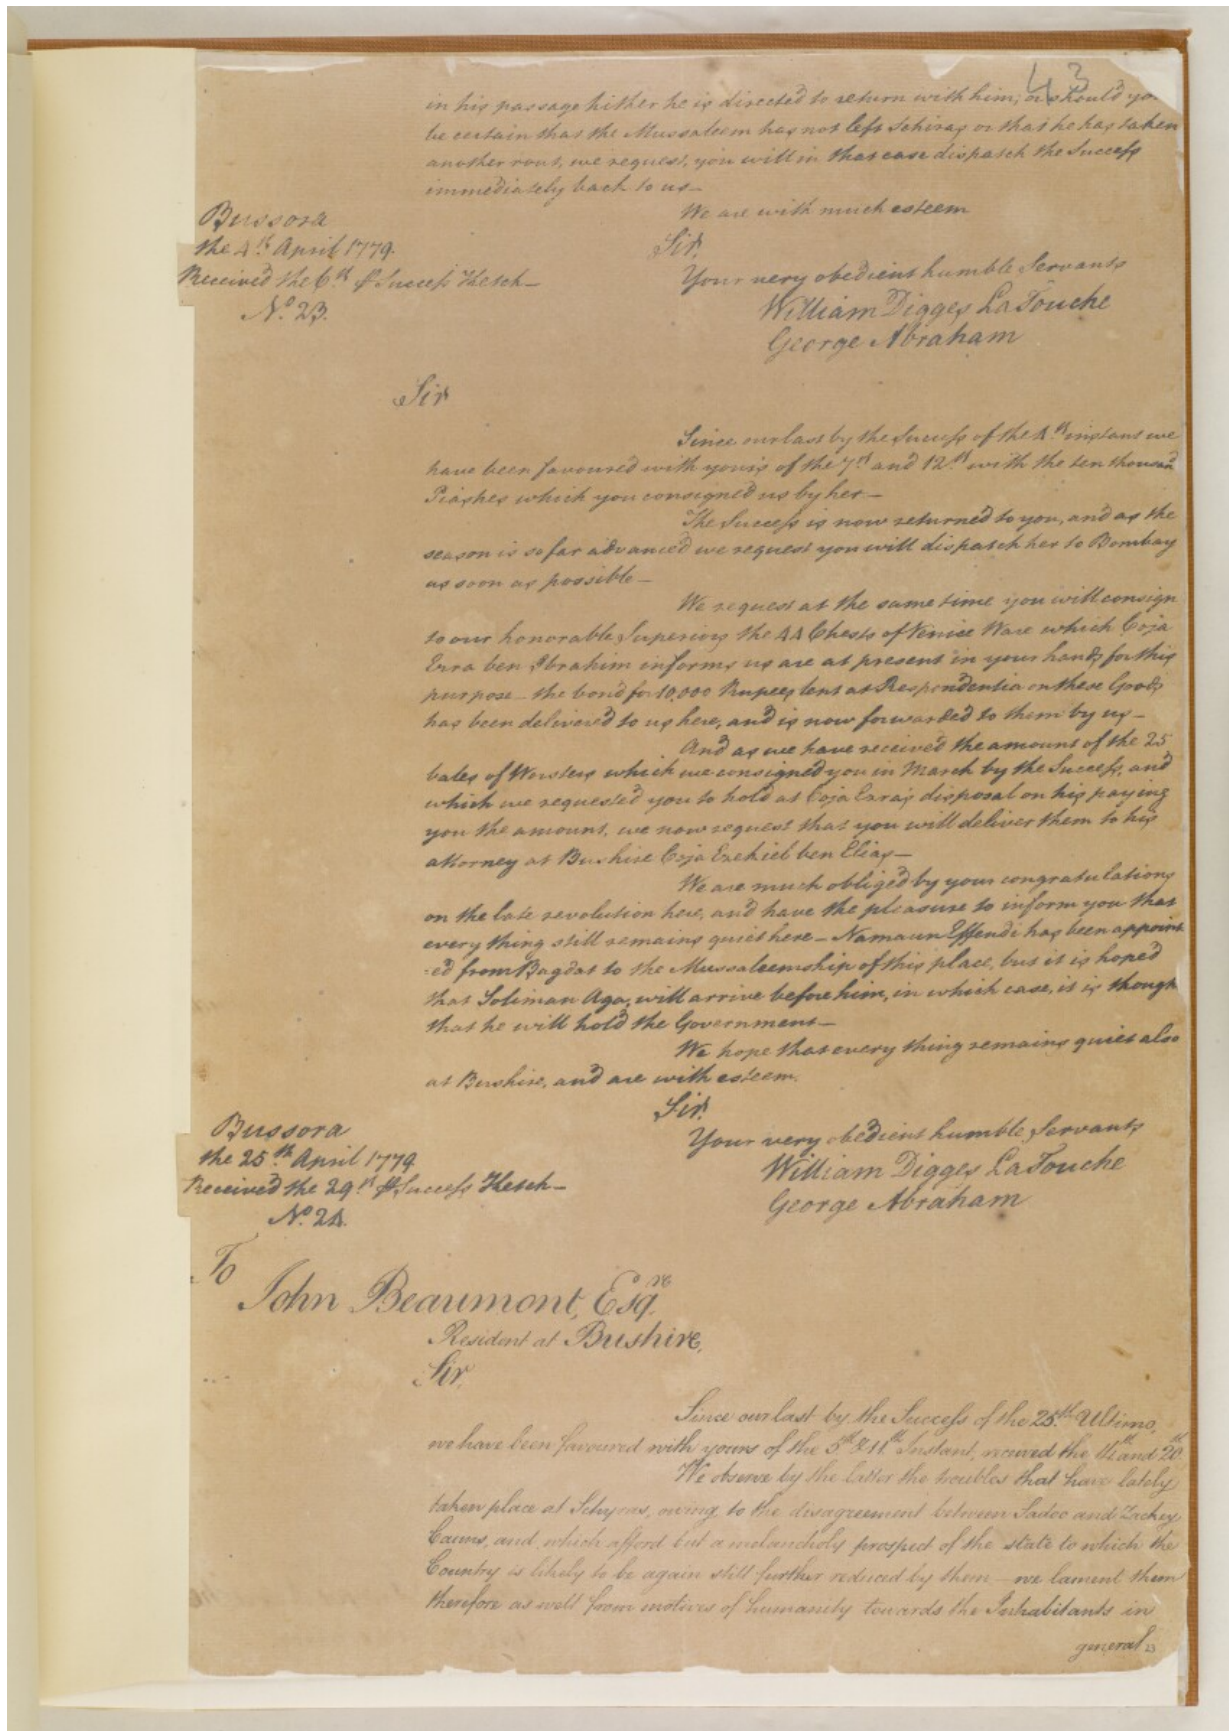 43
in his passage hither he is directed to return with him; or should yo
be certain that the Mussaleem has not left Schiras or that he has taken
another rout, we request, you will in that case dispatch the Success
immediately back to us—
We are with much esteem
Bussora
the 4th April 1779.
Sir,
Received the 6th ⅌ Success Ketch—
Your very obedient humble Servants
No. 23.
William Digges LaTouche
George Abraham
Sir
Since our last by the Success of the 4th instant we
have been favoured with yours of the 7th and 12th with the ten thousand
Piastres which you consigned us by her—
The Success is now returned to you, and as the
season is so far advanced we request you will dispatch her to Bombay
as soon as possible—
We request at the same time you will consign
to our honorable Superiors the 44 Chests of Venice Ware which Coja
Ezra ben Ibrahim informs us are at present in your hands for this
purpose— the bond for 10,000 Rupees lent at Respondentia on these Goods
has been delivered to us here, and is now forwarded to them by us—
And as we have received the amount of the 25
bales of which we consigned you in March by the Success, and
which we requested you to hold at Coja Ezra's disposal on his paying
you the amount, we now request that you will deliver them to his
attorney at Bushire Coja Ezekiel ben Elias—
We are much obliged by your congratulations
on the late revolution here, and have the pleasure to inform you that
every thing still remains quiet here— Namaun Effendi has been appoint
=ed from Bagdat to the Mussaleemship of this place, but it is hoped
that Soliman Aga, will arrive before him, in which case, it is though
that he will hold the Government—
We hope that every thing remains quiet also
at Bushire, and are with esteem.
Sir,
Bussora
the 25th April 1779
Your very obedient humble Servants
Received the 29th ⅌ Success Ketch—
William Digges LaTouche
No. 24.
George Abraham
To
John Beaumont, Esqre.
Resident at Bushire,
Sir,
Since our last by the Success of the 25th Ultimo,
we have been favoured with yours of the 5th & 11th Instant, received the and 20th
We observe by the latter the troubles that have lately
taken place at Schyras, owing to the disagreement between Sadoo and Zackey
Cauns, and which afford but a melancholy prospect of the state to which the
Country is likely to be again still further reduced by them— we lament them
therefore as well from motives of humanity towards the Inhabitants in
general
23